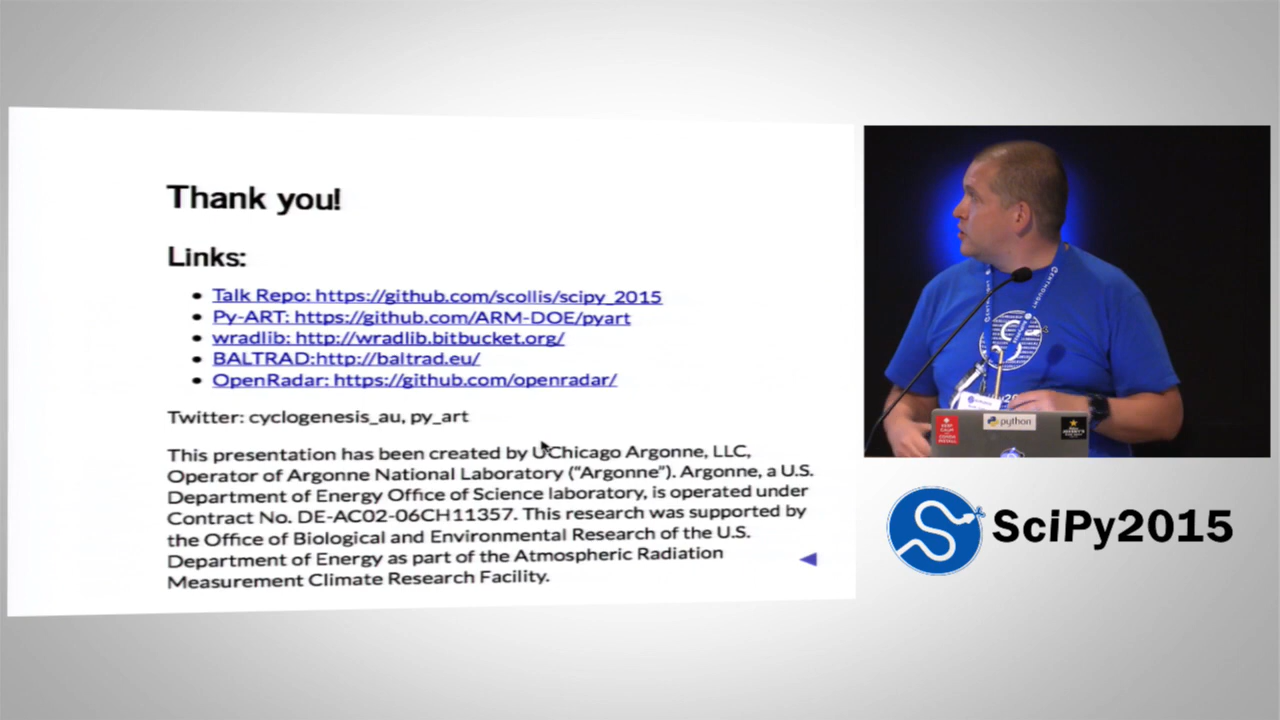 Thank you!
Links:
• Talk Repo: https://github.com/scollis/scipy_2015
• Py-ART: https://github.com/ARM-DOE/pyart
• wradlib: http://wradlib.bitbucket.org/
• BALTRAD:http://baltrad.eu/
• OpenRadar: https://github.com/openradar/
Twitter: cyclogenesis_au, py_art
This presentation has been created by UChicago Argonne, LLC,
Operator of Argonne National Laboratory (“Argonne”). Argonne, a U.S.
Department of Energy Office of Science laboratory, is operated under
Contract No. DE-AC02-06CH11357. This research was supported by
the Office of Biological and Environmental Research of the U.S.
Department of Energy as part of the Atmospheric Radiation
Measurement Climate Research Facility.
ENTHOUGHT
python
KEEP
CALM
SciPy2015